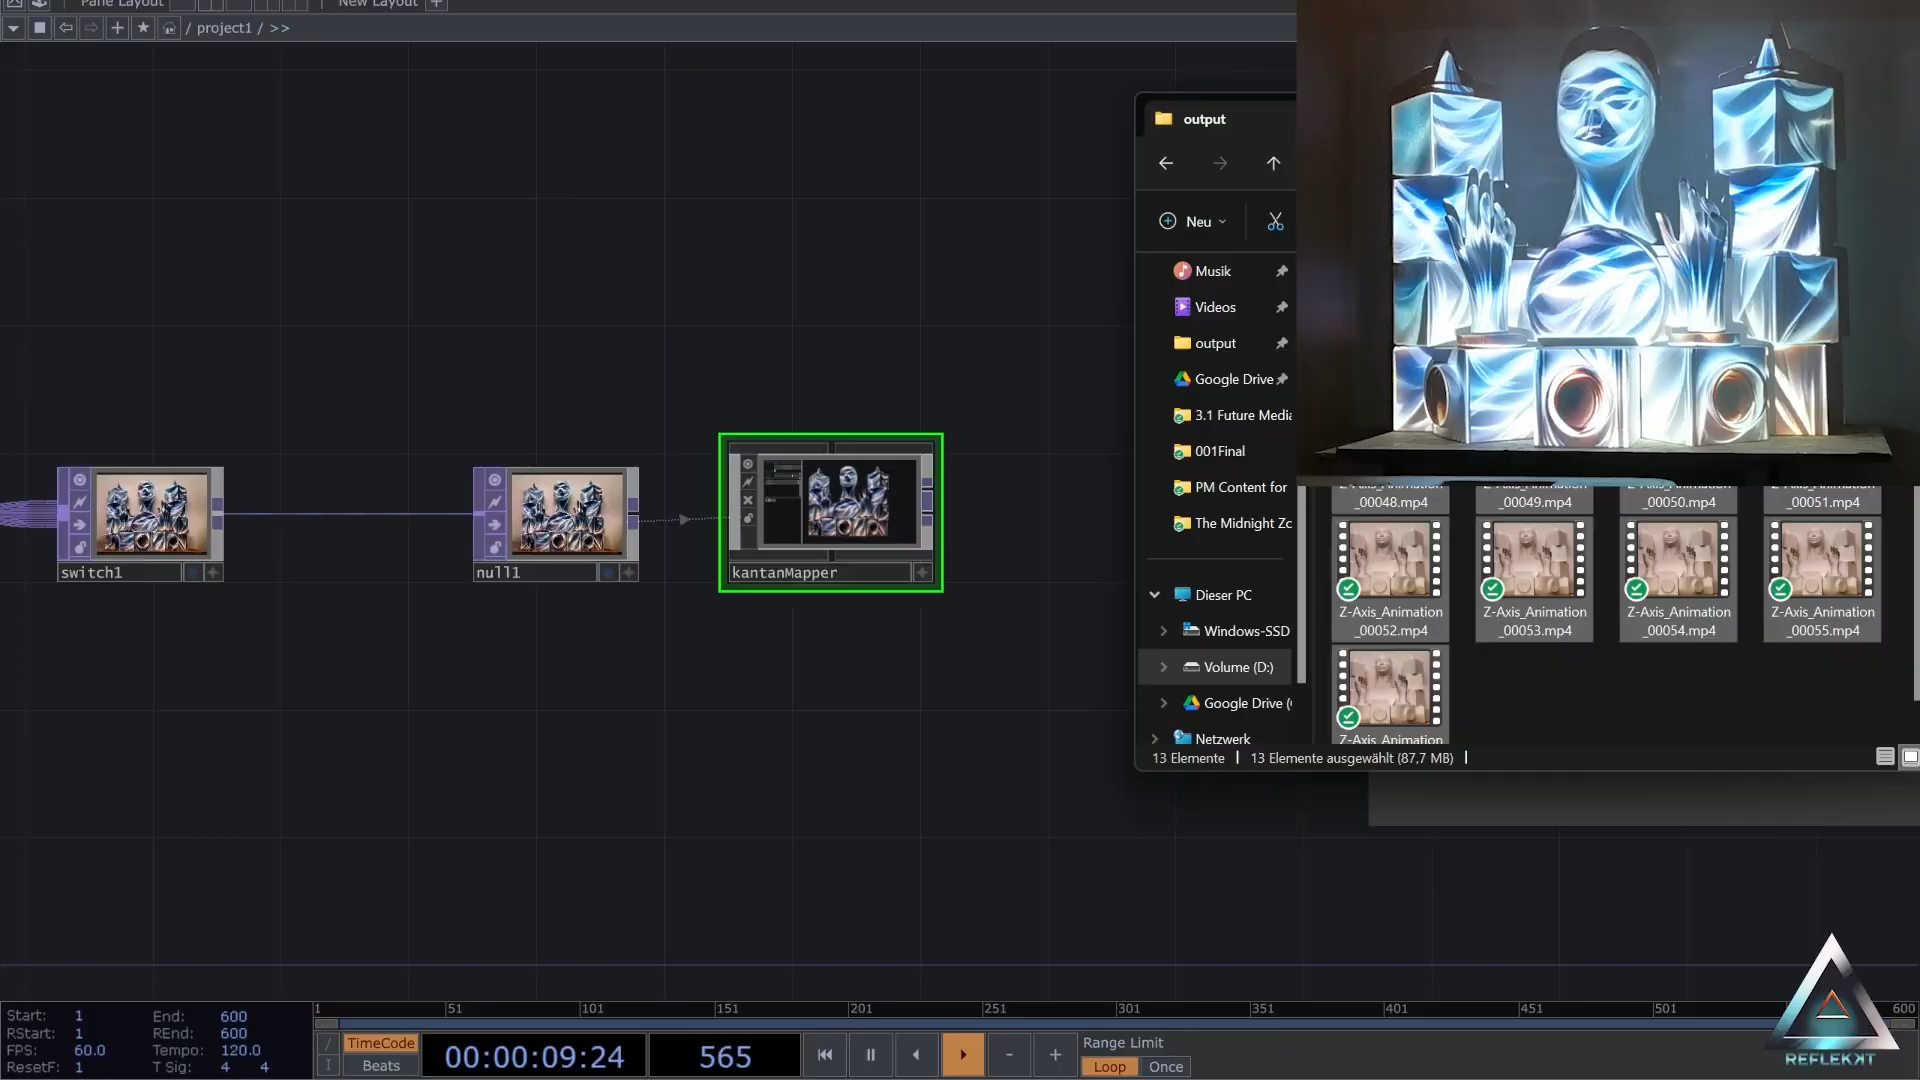 Pane Layout
New Layout +
/ project1 / >>
output
Neu
Musik
Videos
output
Google Drive
3.1 Future Media
001Final
PM Content for
The Midnight Zo
Dieser PC
Windows-SSD
Volume (D:)
Google Drive (
Netzwerk
_00048.mp4
_00049.mp4
_00050.mp4
_00051.mp4
Z-Axis_Animation
_00052.mp4
Z-Axis_Animation
_00053.mp4
Z-Axis_Animation
_00054.mp4
Z-Axis_Animation
_00055.mp4
Z-Axis_Animation
13 Elemente
13 Elemente ausgewählt (87,7 MB)
switch1
null1
kantanMapper
1 51 101 151 201 251 301 351 401 451 501 600
Start: 1 End: 600
RStart: 1 REnd: 600
FPS: 60.0 Tempo: 120.0
ResetF: 1 T Sig: 4 4
TimeCode
Beats
00:00:09:24
565
- +
Range Limit
Loop Once
REFLEKKT